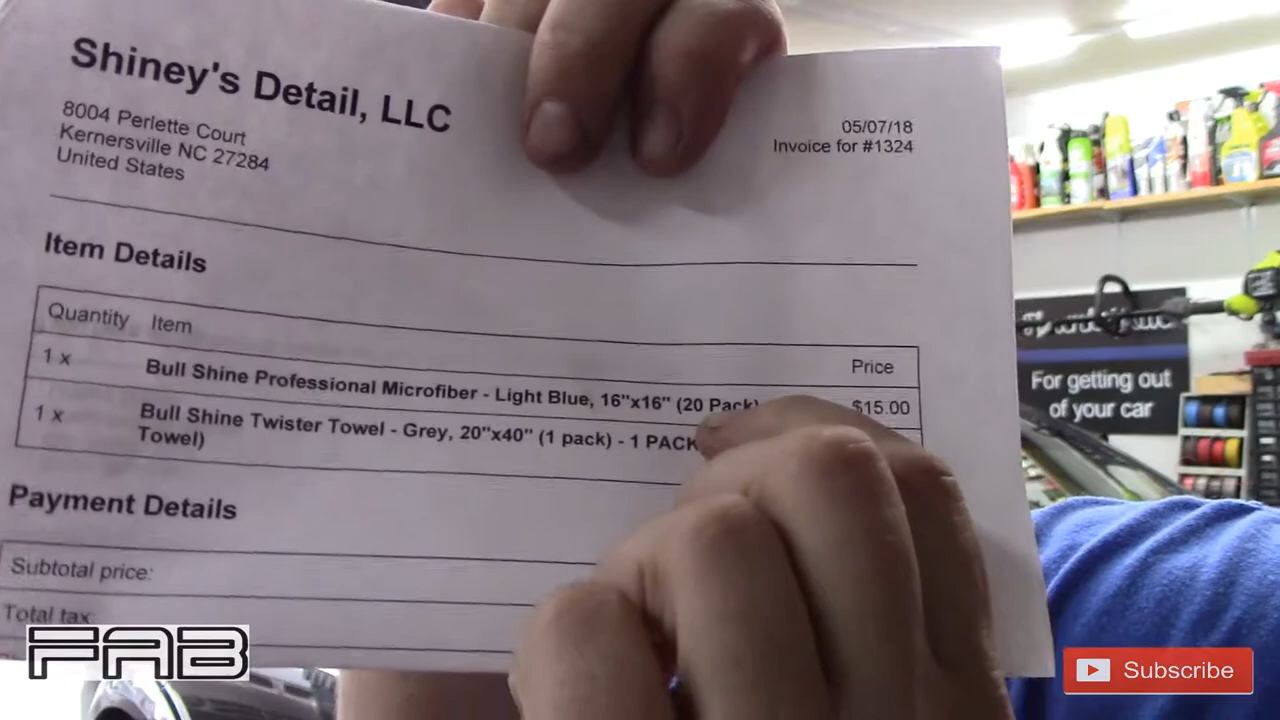 Shiney's Detail, LLC
8004 Perlette Court
Kernersville NC 27284
United States
05/07/18
Invoice for #1324
Item Details
Quantity Item Price
1 x Bull Shine Professional Microfiber - Light Blue, 16"x16" (20 Pack) $15.00
1 x Bull Shine Twister Towel - Grey, 20"x40" (1 pack) - 1 PACK
Towel)
Payment Details
Subtotal price:
Total tax:
FAB
For getting out
of your car
Subscribe